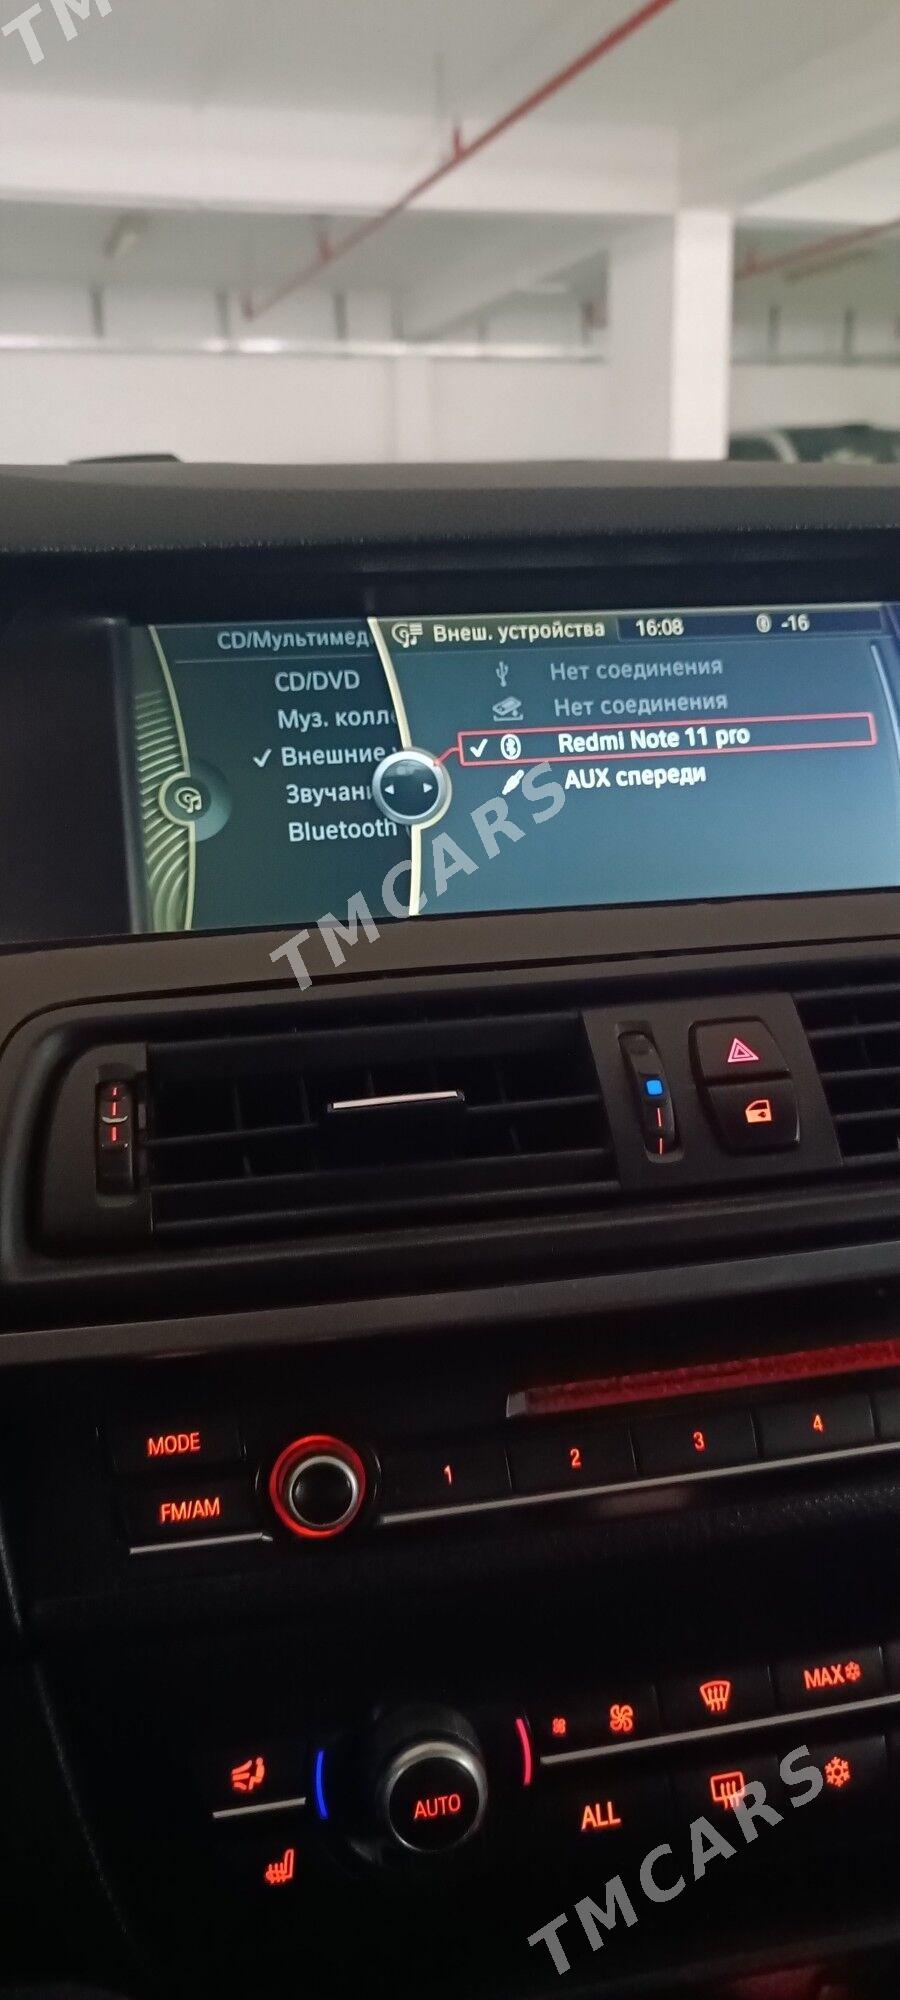 TM
CD/Мультимед
Внеш. устройства
16:08
-16
CD/DVD
Нет соединения
Муз. колл
Нет соединения
Внешние
Redmi Note 11 pro
Звучани
AUX спереди
Bluetooth
TMCARS
MODE
1
2
3
4
FM/AM
MAX
AUTO
ALL
TMCARS